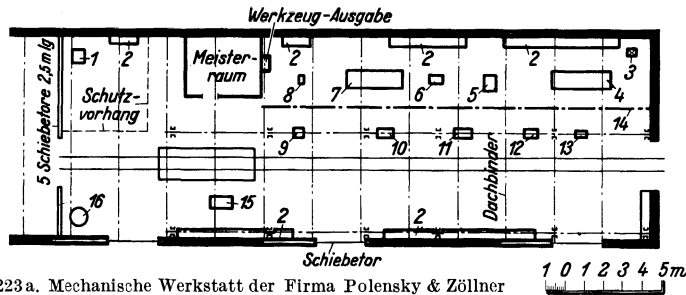 Werkzeug-Ausgabe
1 2 2 2 2 3
Meister-
raum
5 Schiebetore 2,5m lg
Schutz-
vorhang
8 7 6 5 4
14
9 10 11 12 13
Dachbinder
16 15
2 2
Schiebetor
223a. Mechanische Werkstatt der Firma Polensky & Zöllner
1 0 1 2 3 4 5m